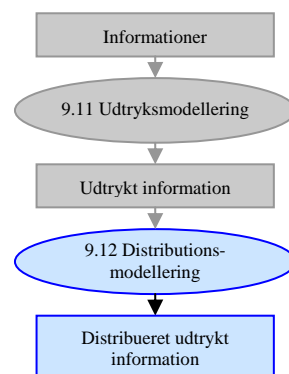 Informationer
9.11 Udtryksmodellering
Udtrykt information
9.12 Distributions-
modellering
Distribueret udtrykt
information